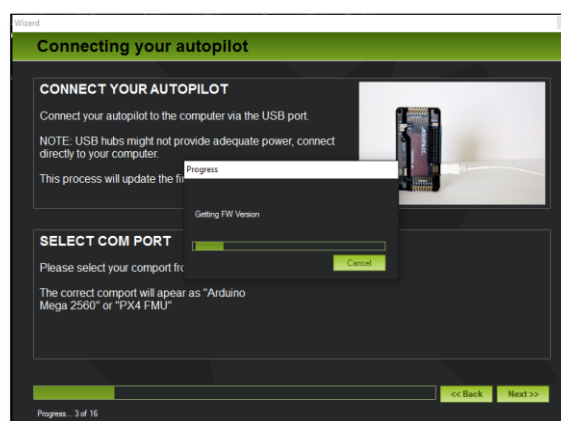 Wizard
Connecting your autopilot
CONNECT YOUR AUTOPILOT
Connect your autopilot to the computer via the USB port.
NOTE: USB hubs might not provide adequate power, connect
directly to your computer.
This process will update the fi
Progress
Getting FW Version
Cancel
SELECT COM PORT
Please select your comport fro
The correct comport will apear as "Arduino
Mega 2560" or "PX4 FMU"
<< Back
Next >>
Progress... 3 of 16